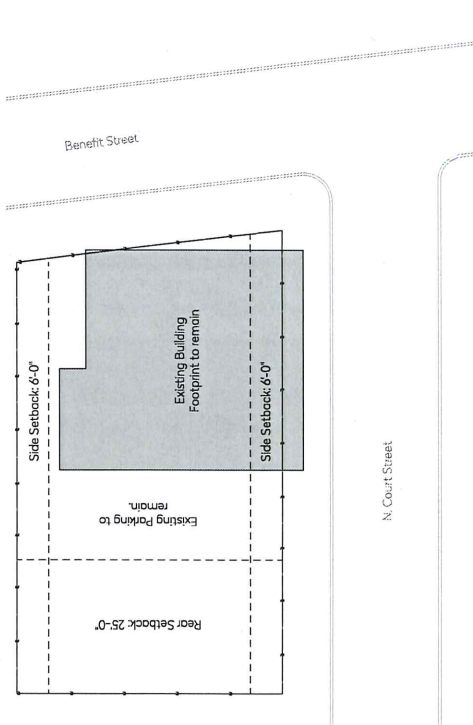 Benefit Street
Side Setback: 6'-0"
Existing Building
Footprint to remain
Side Setback: 6'-0"
N. Court Street
Existing Parking to
remain.
Rear Setback: 25'-0"